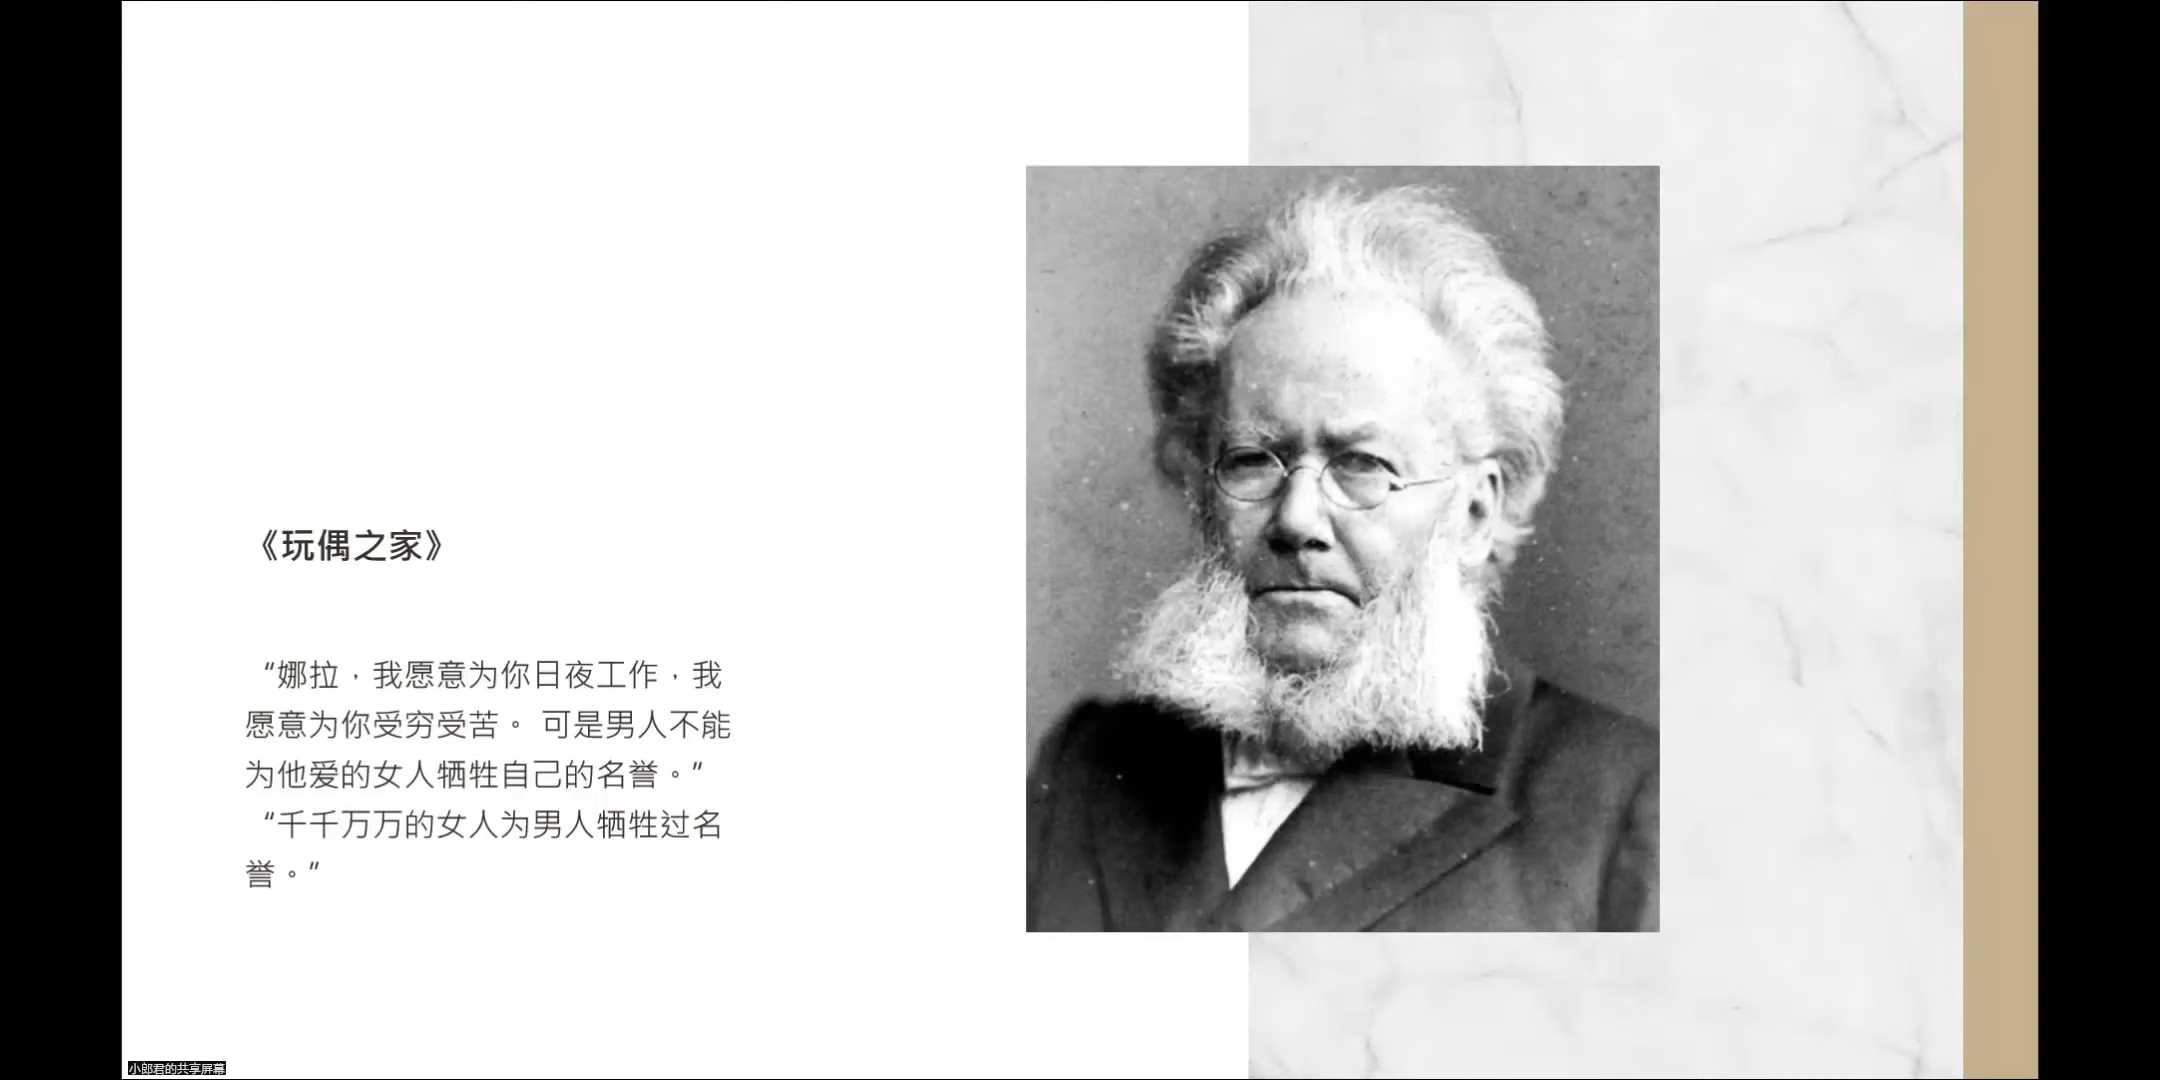 《玩偶之家》
“娜拉，我愿意为你日夜工作，我
愿意为你受穷受苦。 可是男人不能
为他爱的女人牺牲自己的名誉。”
“千千万万的女人为男人牺牲过名
誉。”
小郎君的共享屏幕